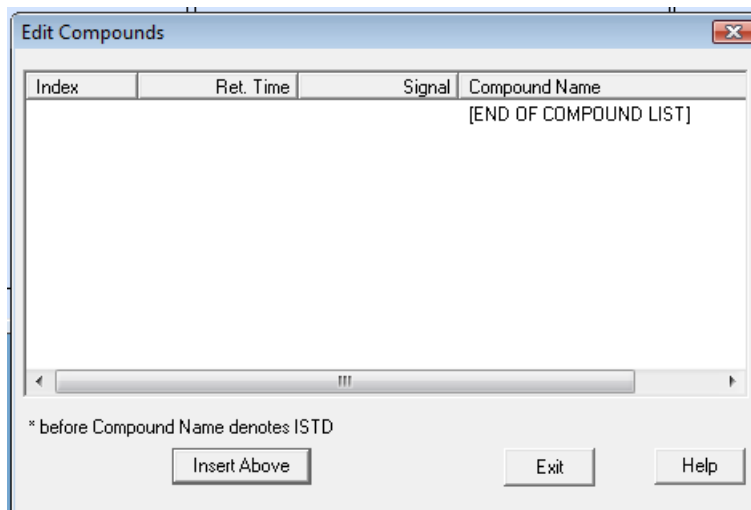 Edit Compounds
Index Ret. Time Signal Compound Name
[END OF COMPOUND LIST]
* before Compound Name denotes ISTD
Insert Above Exit Help